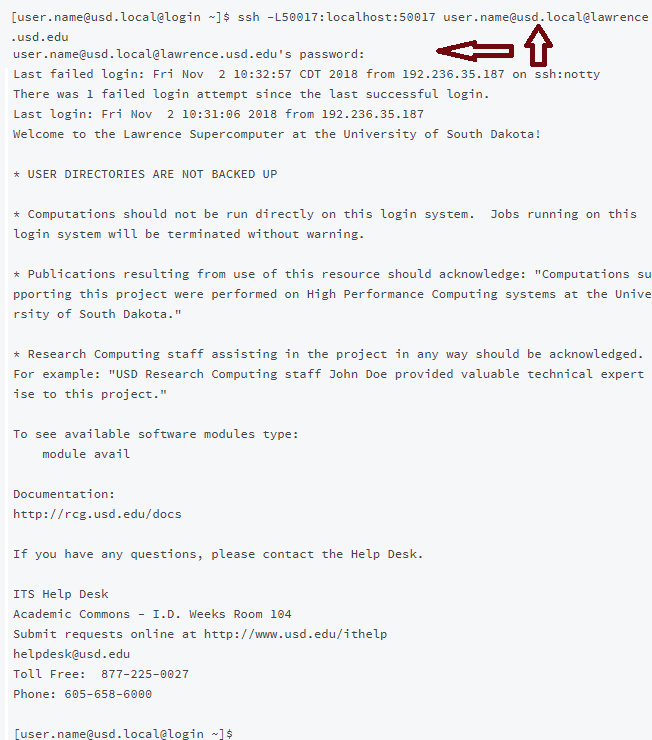 [user.name@usd.local@login ~]$ ssh -L50017:localhost:50017 user.name@usd.local@lawrence
.usd.edu
user.name@usd.local@lawrence.usd.edu's password:
Last failed login: Fri Nov  2 10:32:57 CDT 2018 from 192.236.35.187 on ssh:notty
There was 1 failed login attempt since the last successful login.
Last login: Fri Nov  2 10:31:06 2018 from 192.236.35.187
Welcome to the Lawrence Supercomputer at the University of South Dakota!

* USER DIRECTORIES ARE NOT BACKED UP

* Computations should not be run directly on this login system.  Jobs running on this
login system will be terminated without warning.

* Publications resulting from use of this resource should acknowledge: "Computations su
pporting this project were performed on High Performance Computing systems at the Unive
rsity of South Dakota."

* Research Computing staff assisting in the project in any way should be acknowledged.
For example: "USD Research Computing staff John Doe provided valuable technical expert
ise to this project."

To see available software modules type:
    module avail

Documentation:
http://rcg.usd.edu/docs

If you have any questions, please contact the Help Desk.

ITS Help Desk
Academic Commons – I.D. Weeks Room 104
Submit requests online at http://www.usd.edu/ithelp
helpdesk@usd.edu
Toll Free:  877-225-0027
Phone: 605-658-6000

[user.name@usd.local@login ~]$